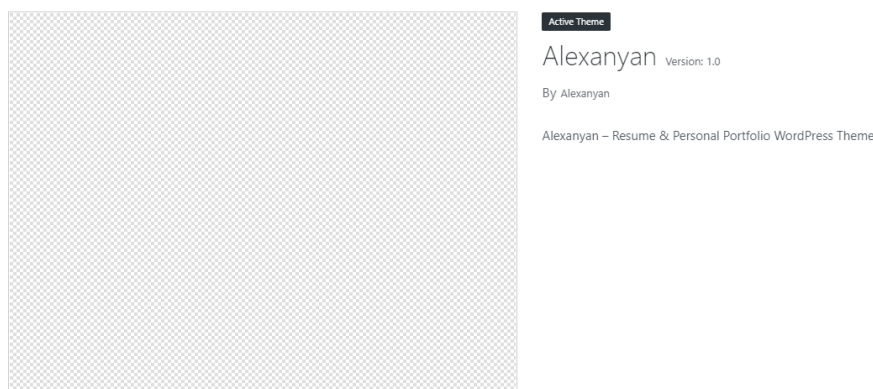 Active Theme
Alexanyan Version: 1.0
By Alexanyan
Alexanyan – Resume & Personal Portfolio WordPress Theme